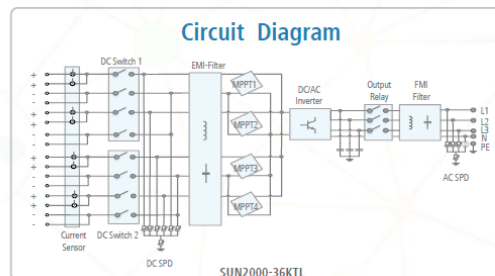 Circuit Diagram
DC Switch 1
EMI-Filter
MPPT1
MPPT2
MPPT3
MPPT4
DC/AC
Inverter
Output
Relay
FMI
Filter
L1
L2
L3
N
PE
AC SPD
+
+
-
-
+
+
-
-
+
+
-
-
Current
Sensor
DC Switch 2
DC SPD
SUN2000-36KTL